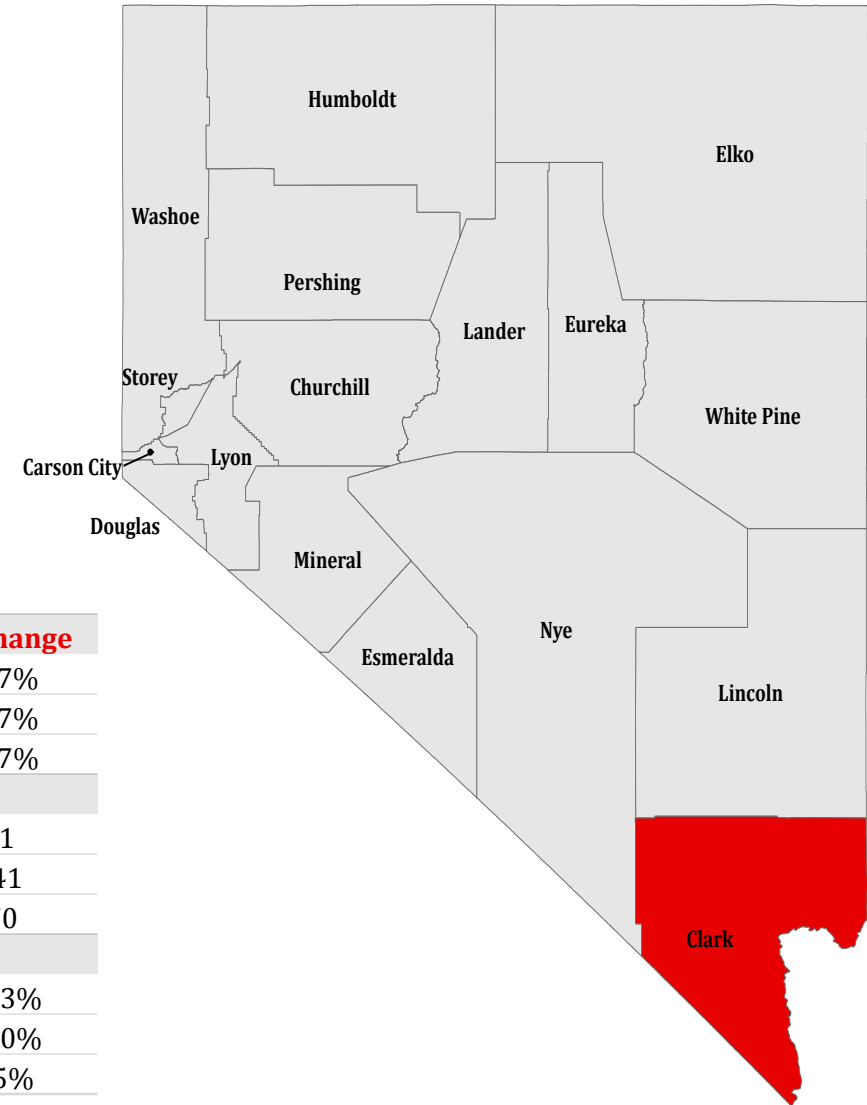 Humboldt
Elko
Washoe
Pershing
Lander
Eureka
Storey
Churchill
White Pine
Lyon
Carson City
Douglas
Mineral
Nye
Esmeralda
Lincoln
Clark
hange
7%
7%
7%
1
41
0
3%
0%
5%